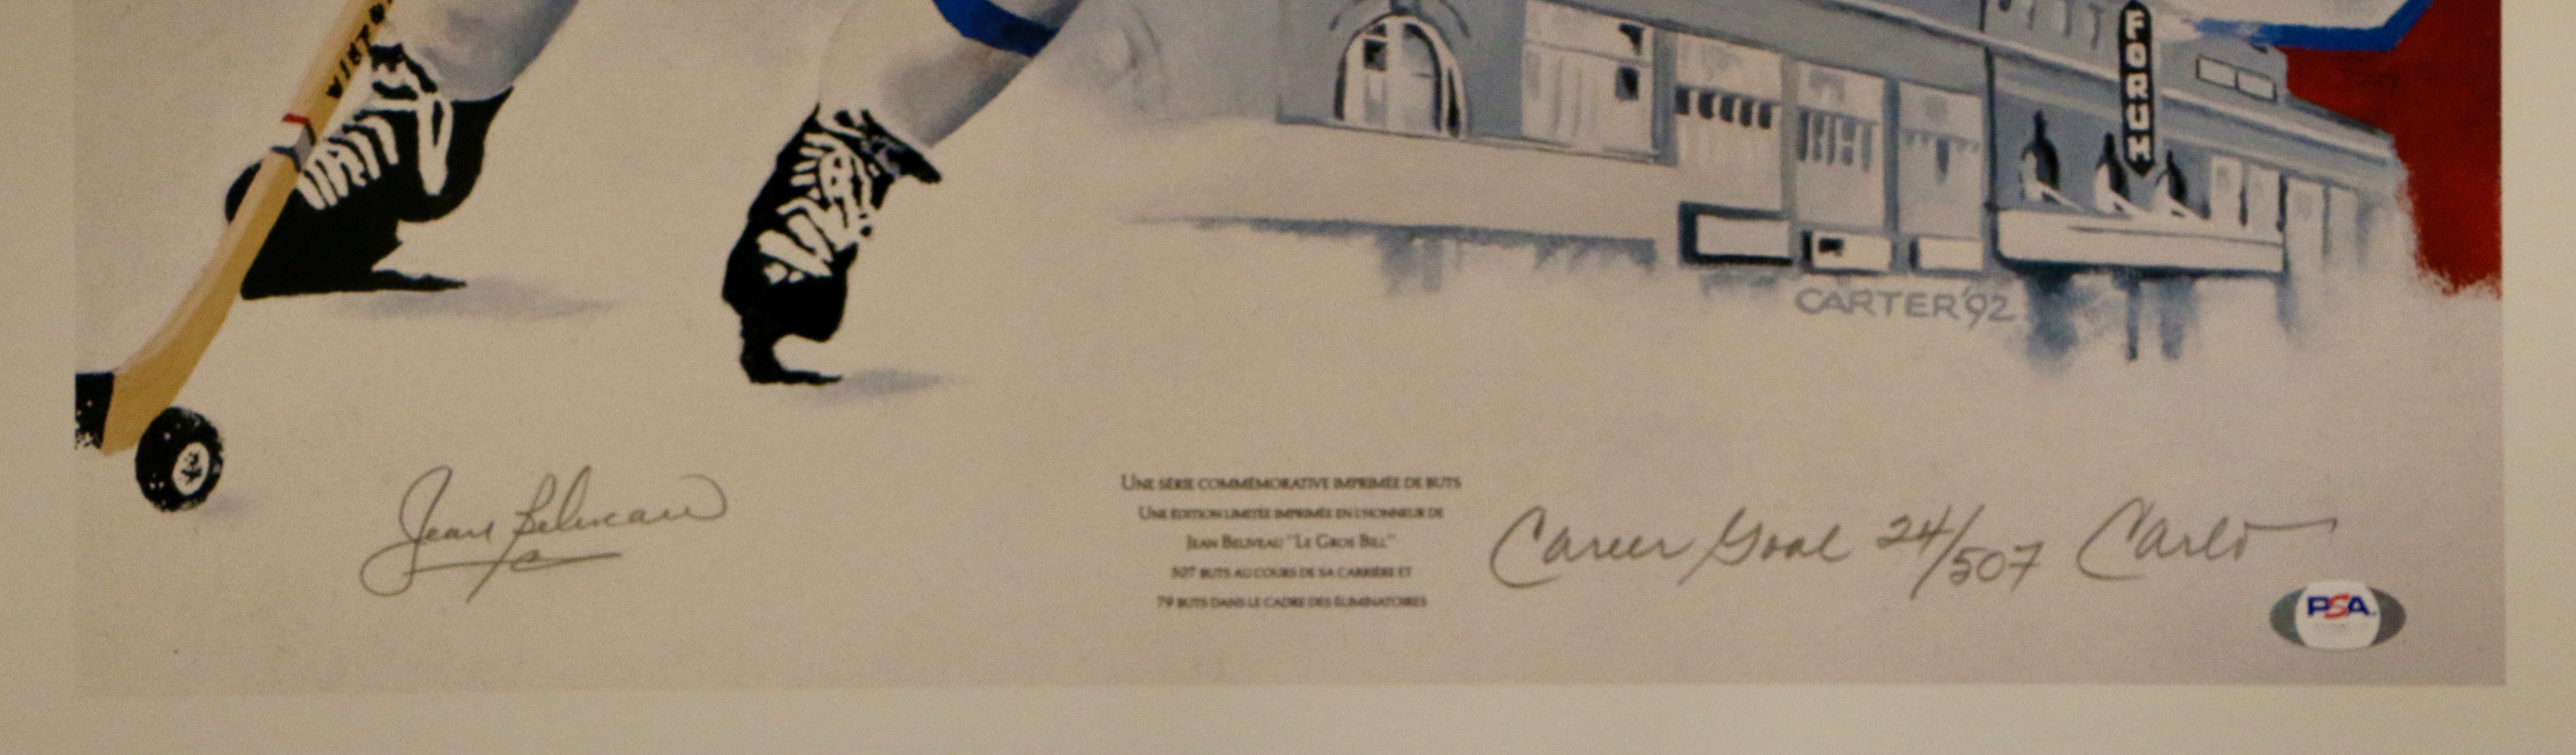 VICTORIA
FORUM
CARTER '92
Jean Beliveau
UNE SÉRIE COMMÉMORATIVE IMPRIMÉE DE BUTS
UNE ÉDITION LIMITÉE IMPRIMÉE EN L'HONNEUR DE
JEAN BELIVEAU "LE GROS BILL"
507 BUTS AU COURS DE SA CARRIÈRE ET
79 BUTS DANS LE CADRE DES ÉLIMINATOIRES
Career Goal 24/507 Carter
PSA